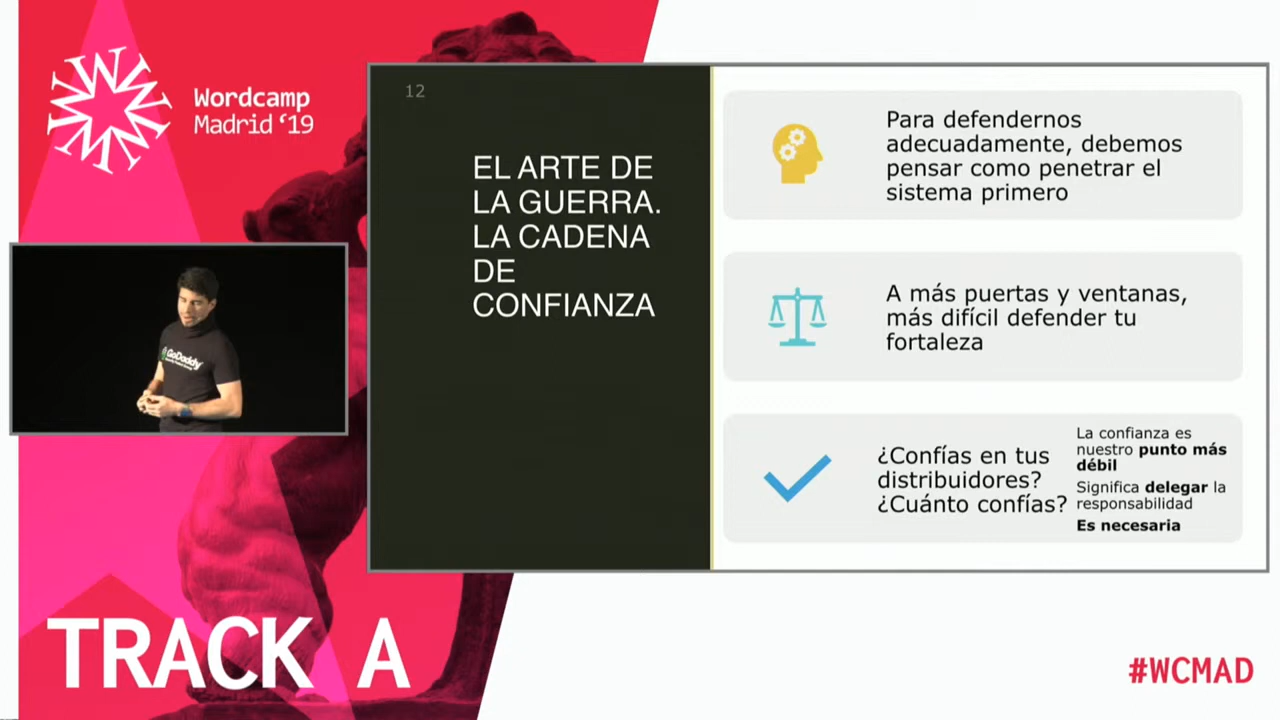 Wordcamp
Madrid ‘19
12
EL ARTE DE
LA GUERRA.
LA CADENA
DE
CONFIANZA
Para defendernos
adecuadamente, debemos
pensar como penetrar el
sistema primero
A más puertas y ventanas,
más difícil defender tu
fortaleza
¿Confías en tus
distribuidores?
¿Cuánto confías?
La confianza es
nuestro punto más
débil
Significa delegar la
responsabilidad
Es necesaria
GoDaddy
TRACK A
#WCMAD